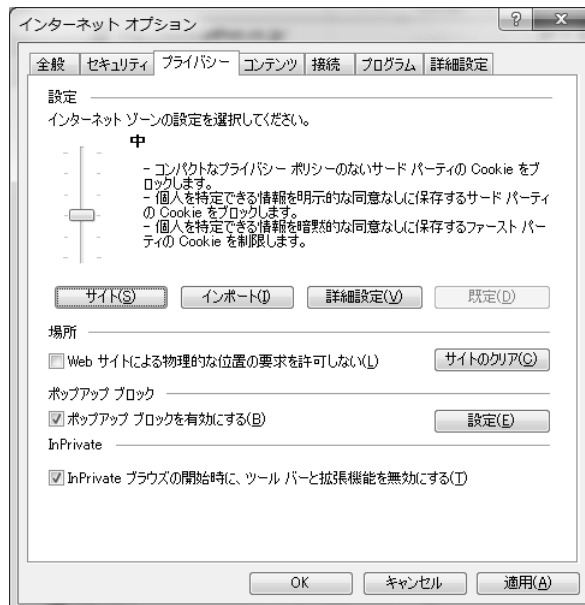 インターネット オプション
全般 セキュリティ プライバシー コンテンツ 接続 プログラム 詳細設定
設定
インターネット ゾーンの設定を選択してください。
中
- コンパクトなプライバシー ポリシーのないサード パーティの Cookie をブ
ロックします。
- 個人を特定できる情報を明示的な同意なしに保存するサード パーティ
の Cookie をブロックします。
- 個人を特定できる情報を暗黙的な同意なしに保存するファースト パー
ティの Cookie を制限します。
サイト(S) インポート(I) 詳細設定(V) 既定(D)
場所
Web サイトによる物理的な位置の要求を許可しない(L) サイトのクリア(C)
ポップアップ ブロック
ポップアップ ブロックを有効にする(B) 設定(E)
InPrivate
InPrivate ブラウズの開始時に、ツール バーと拡張機能を無効にする(T)
OK キャンセル 適用(A)